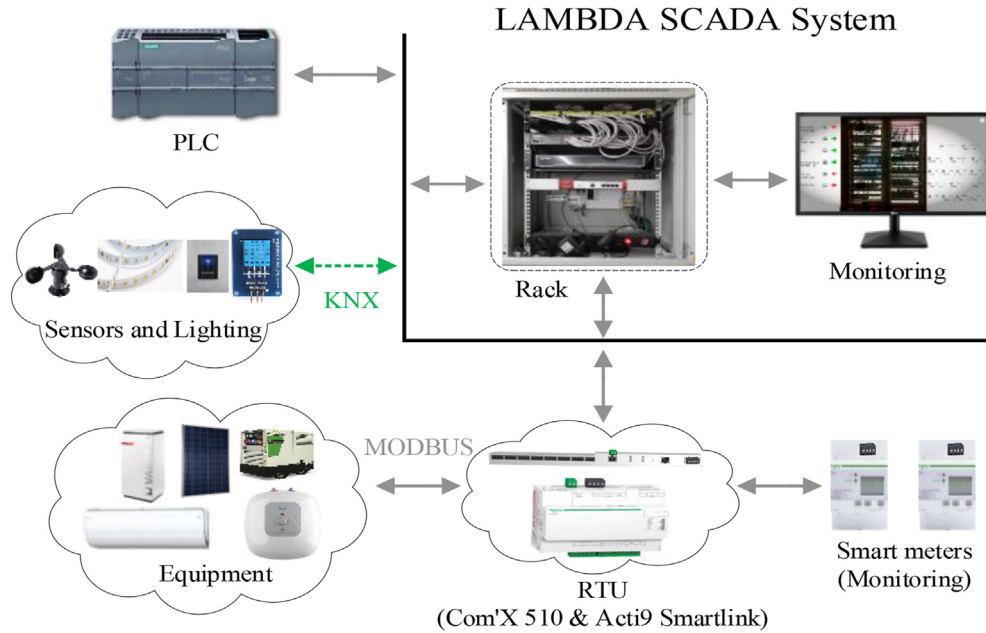 LAMBDA SCADA System
PLC
Rack
Monitoring
KNX
Sensors and Lighting
MODBUS
Equipment
RTU
(Com'X 510 & Acti9 Smartlink)
Smart meters
(Monitoring)